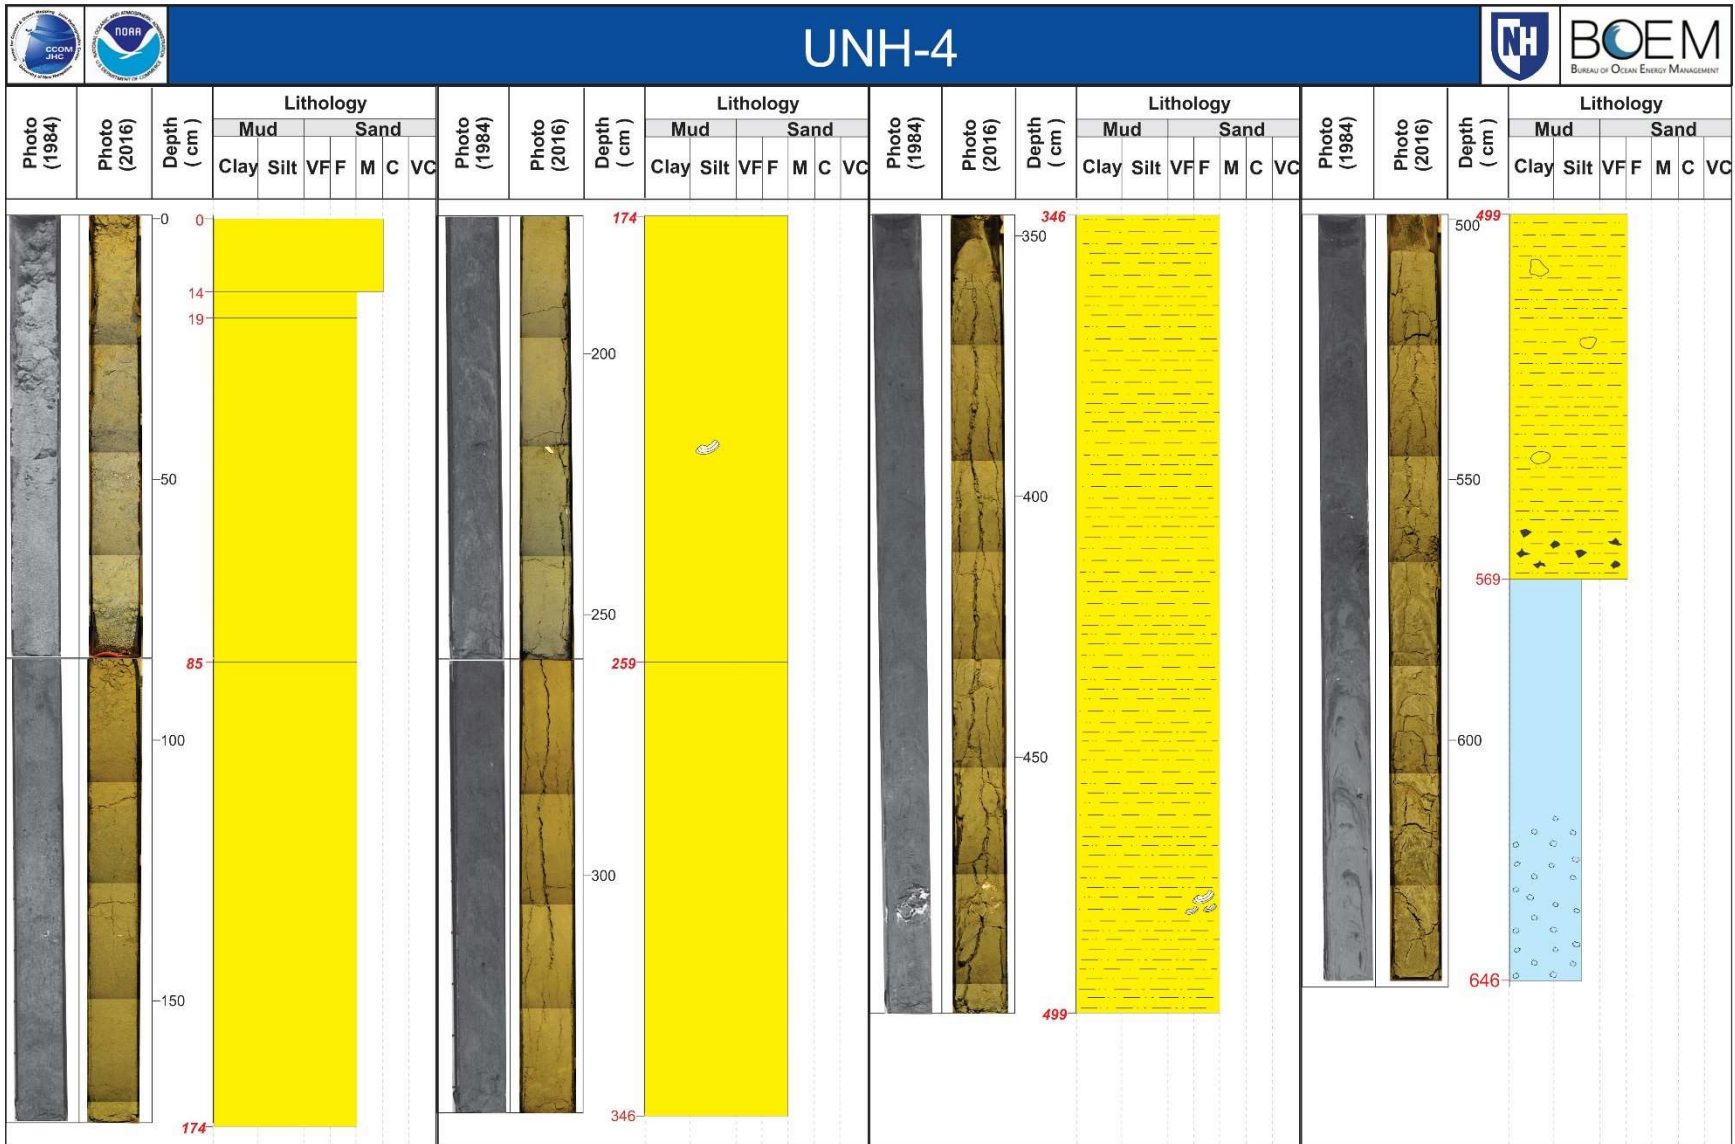 CCOM
JHC
NOAA
UNH-4
NH
BOEM
BUREAU OF OCEAN ENERGY MANAGEMENT
Photo
(1984)
Photo
(2016)
Depth
( cm )
Lithology
Mud Sand
Clay Silt VF F M C VC
0
50
100
150
0
14
19
85
174
Photo
(1984)
Photo
(2016)
Depth
( cm )
Lithology
Mud Sand
Clay Silt VF F M C VC
200
250
300
174
259
346
Photo
(1984)
Photo
(2016)
Depth
( cm )
Lithology
Mud Sand
Clay Silt VF F M C VC
350
400
450
346
499
Photo
(1984)
Photo
(2016)
Depth
( cm )
Lithology
Mud Sand
Clay Silt VF F M C VC
500
550
600
499
569
646